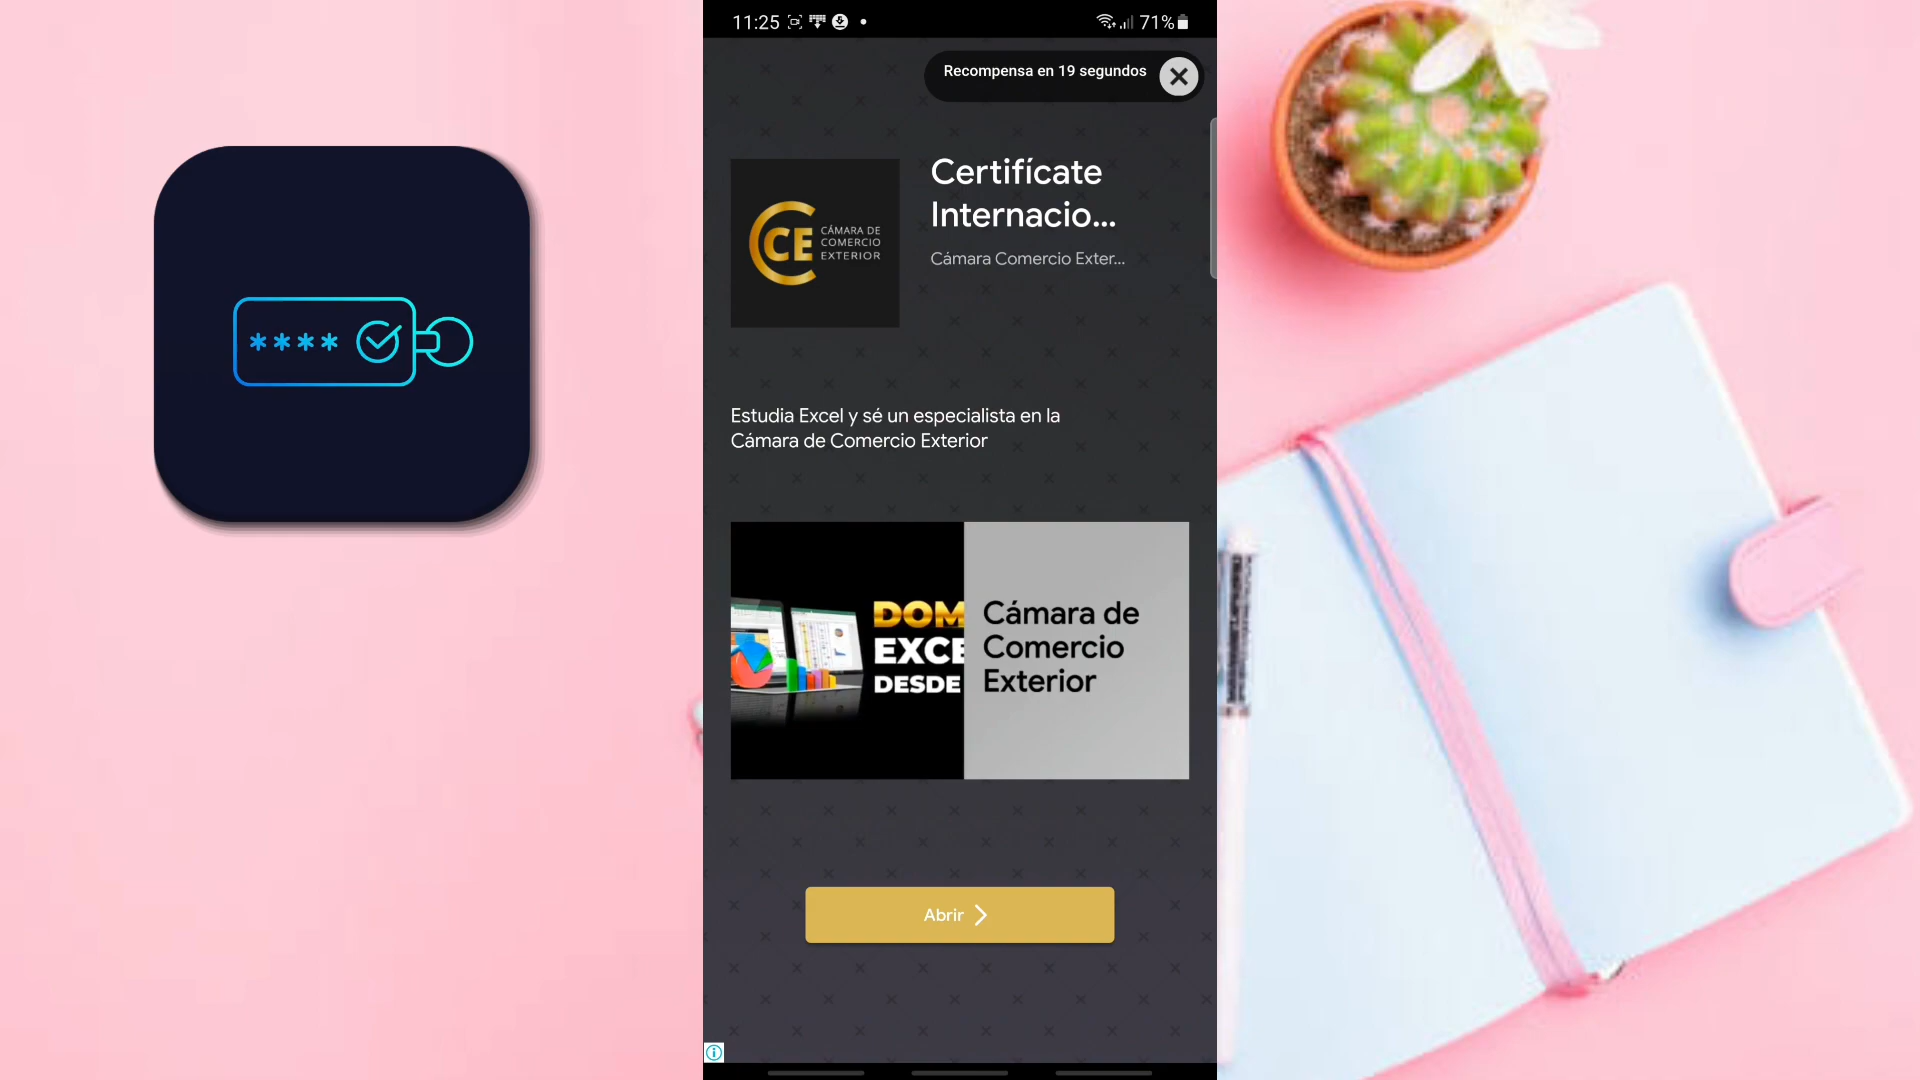 11:25
71%
Recompensa en 19 segundos
Certifícate
Internacio...
Cámara Comercio Exter...
CE
CÁMARA DE
COMERCIO
EXTERIOR
****
Estudia Excel y sé un especialista en la
Cámara de Comercio Exterior
DOM
EXCE
DESDE
Cámara de
Comercio
Exterior
Abrir